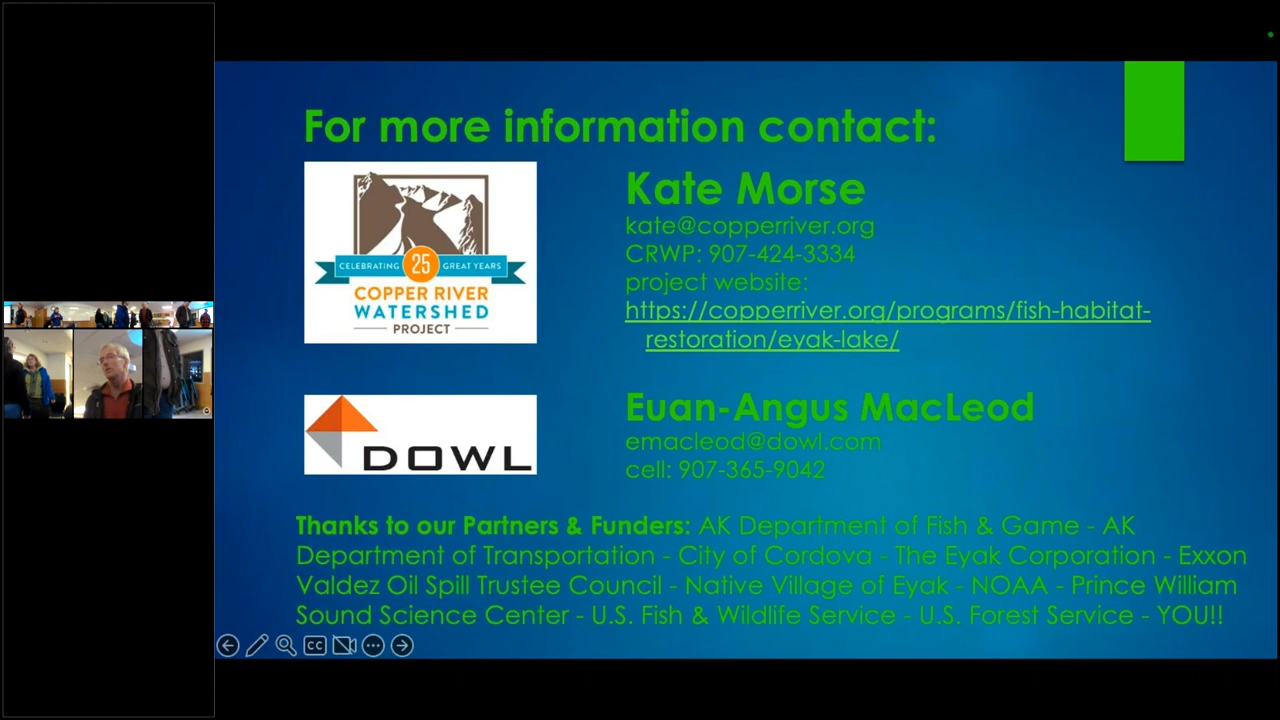 For more information contact:
CELEBRATING 25 GREAT YEARS
COPPER RIVER
WATERSHED
PROJECT
Kate Morse
kate@copperriver.org
CRWP: 907-424-3334
project website:
https://copperriver.org/programs/fish-habitat-
restoration/eyak-lake/
DOWL
Euan-Angus MacLeod
emacleod@dowl.com
cell: 907-365-9042
Thanks to our Partners & Funders: AK Department of Fish & Game - AK
Department of Transportation - City of Cordova - The Eyak Corporation - Exxon
Valdez Oil Spill Trustee Council - Native Village of Eyak - NOAA - Prince William
Sound Science Center - U.S. Fish & Wildlife Service - U.S. Forest Service - YOU!!
CC